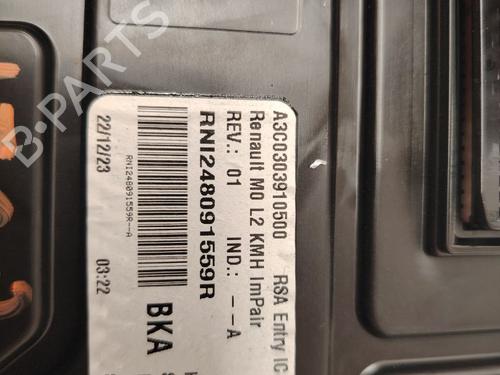 A3C0303910500 RSA Entry IC
Renault M0 L2 KMH ImPair
REV.: 01 IND.: --A
RNI248091559R
RNI248091559R--A
22/12/23
03:22
BKA
B-PARTS